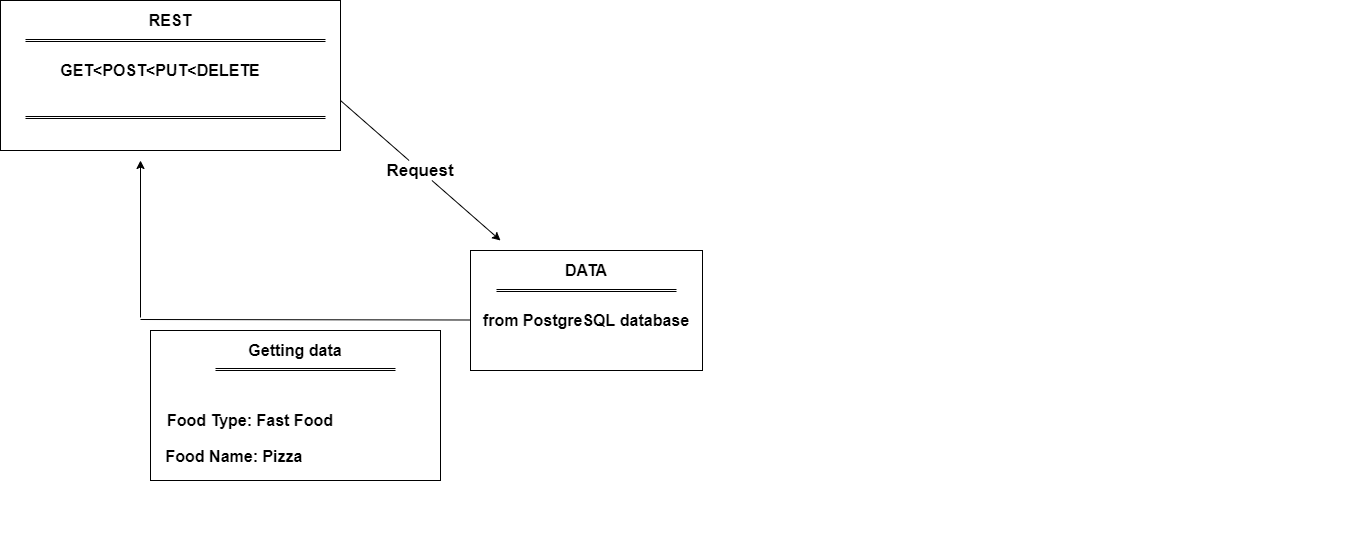 REST
GET<POST<PUT<DELETE
Request
DATA
from PostgreSQL database
Getting data
Food Type: Fast Food
Food Name: Pizza